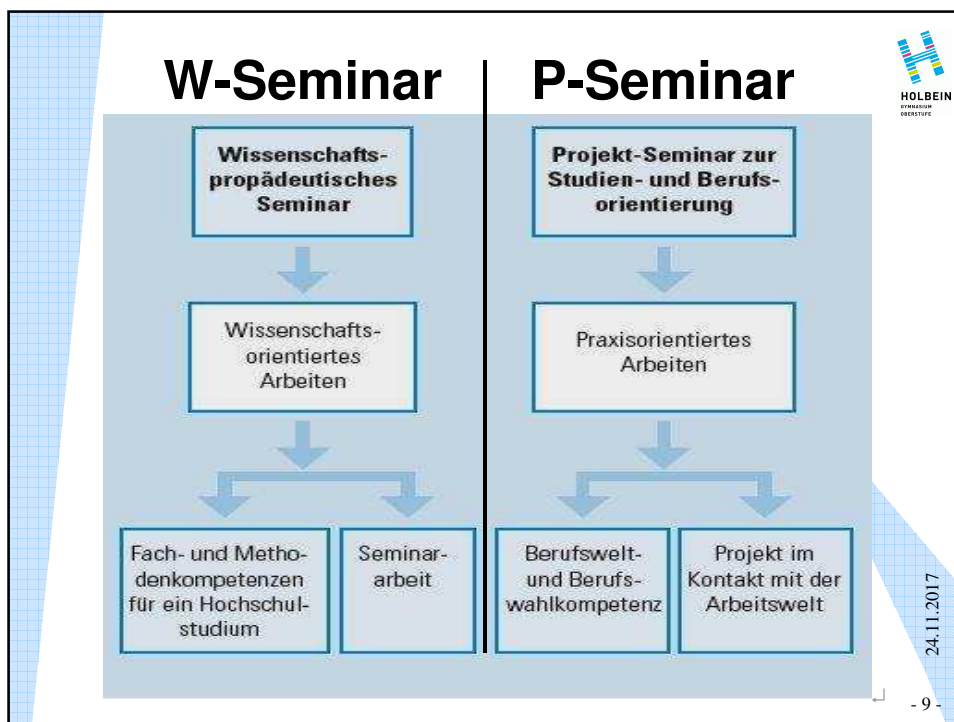 W-Seminar
P-Seminar
HOLBEIN
GYMNASIUM
OBERSTUFE
Wissenschafts-
propädeutisches
Seminar
Wissenschafts-
orientiertes
Arbeiten
Fach- und Metho-
denkompetenzen
für ein Hochschul-
studium
Seminar-
arbeit
Projekt-Seminar zur
Studien- und Berufs-
orientierung
Praxisorientiertes
Arbeiten
Berufswelt-
und Berufs-
wahlkompetenz
Projekt im
Kontakt mit der
Arbeitswelt
24.11.2017
- 9 -